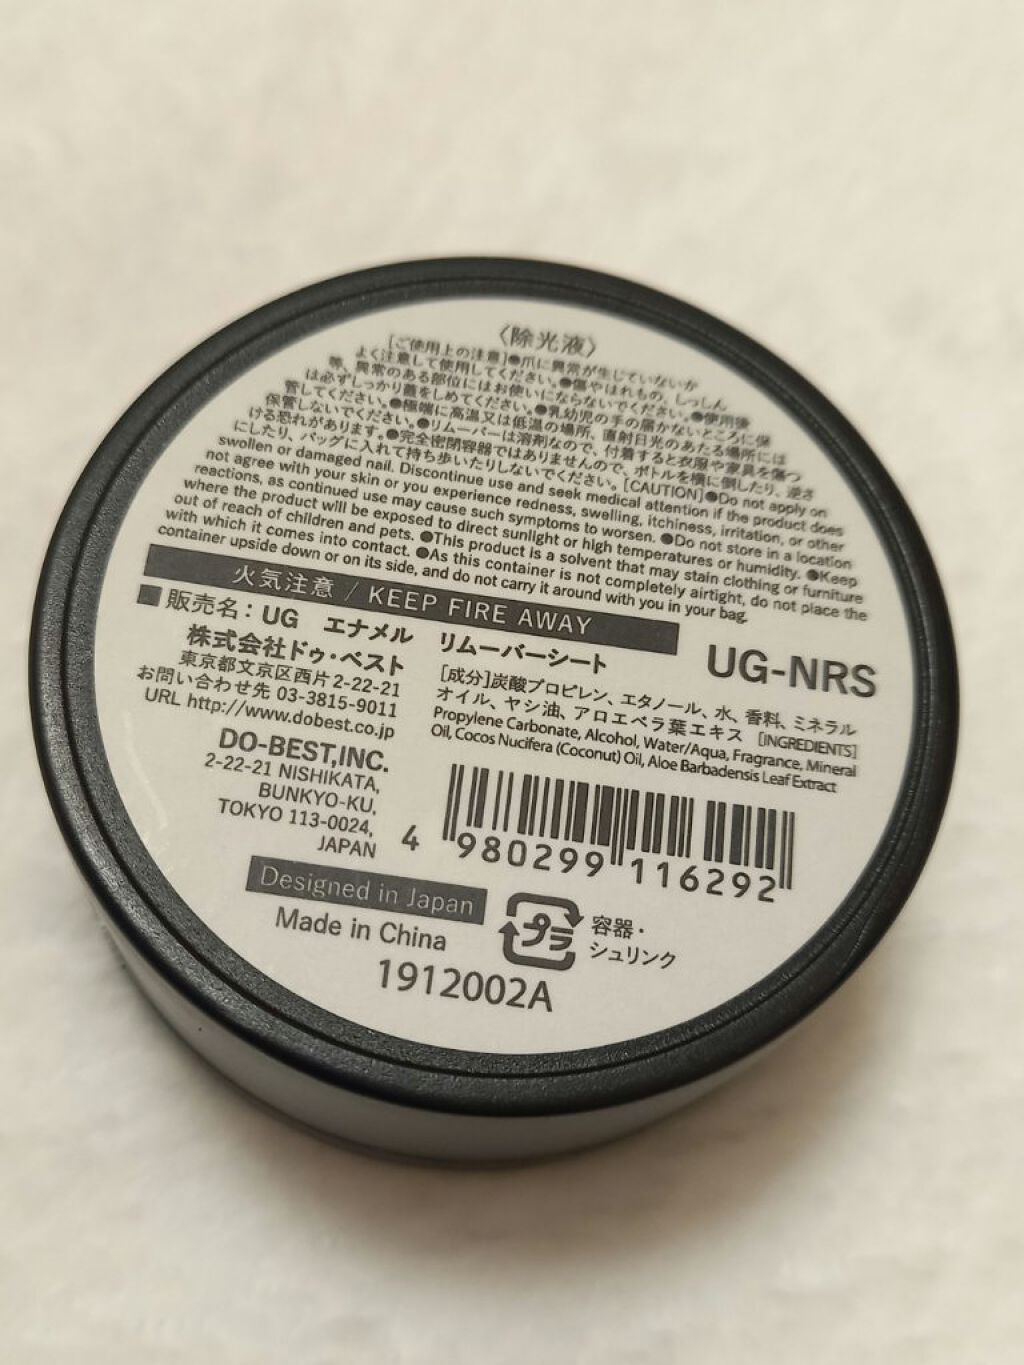 〈除光液〉
[ご使用上の注意]●爪に異常が生じていないか
よく注意して使用してください。●傷やはれもの、しっしん
等、異常のある部位にはお使いにならないでください。●使用後
は必ずしっかり蓋をしめてください。●乳幼児の手の届かないところに保
管してください。●極端に高温又は低温の場所、直射日光のあたる場所には
保管しないでください。●リムーバーは溶剤なので、付着すると衣服や家具を傷つ
ける恐れがあります。●完全密閉容器ではありませんので、ボトルを横に倒したり、逆さ
にしたり、バッグに入れて持ち歩いたりしないでください。[CAUTION]●Do not apply on
swollen or damaged nail. Discontinue use and seek medical attention if the product does
not agree with your skin or you experience redness, swelling, itchiness, irritation, or other
reactions, as continued use may cause such symptoms to worsen. ●Do not store in a location
where the product will be exposed to direct sunlight or high temperatures or humidity. ●Keep
out of reach of children and pets. ●This product is a solvent that may stain clothing or furniture
with which it comes into contact. ●As this container is not completely airtight, do not place the
container upside down or on its side, and do not carry it around with you in your bag.
火気注意 / KEEP FIRE AWAY
■販売名：UG エナメル リムーバーシート
UG-NRS
株式会社ドゥ・ベスト
東京都文京区西片2-22-21
お問い合わせ先 03-3815-9011
URL http://www.dobest.co.jp
DO-BEST,INC.
2-22-21 NISHIKATA,
BUNKYO-KU,
TOKYO 113-0024,
JAPAN
[成分]炭酸プロピレン、エタノール、水、香料、ミネラル
オイル、ヤシ油、アロエベラ葉エキス [INGREDIENTS]
Propylene Carbonate, Alcohol, Water/Aqua, Fragrance, Mineral
Oil, Cocos Nucifera (Coconut) Oil, Aloe Barbadensis Leaf Extract
4 980299 116292
Designed in Japan
Made in China
プラ
容器・
シュリンク
1912002A